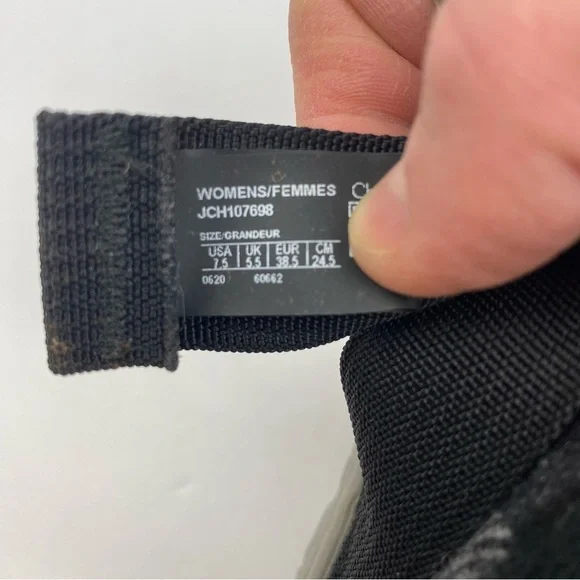 WOMENS/FEMMES
JCH107698
SIZE/GRANDEUR
USA UK EUR CM
7.5 5.5 38.5 24.5
0620 60662